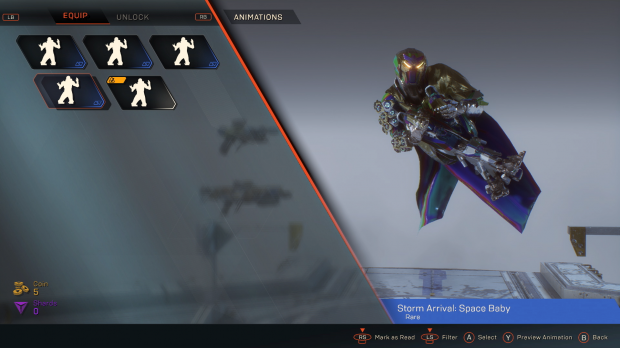 LB EQUIP UNLOCK RB ANIMATIONS
Coin
5
0
Storm Arrival: Space Baby
Rare
RS Mark as Read LS Filter A Select Y Preview Animation B Back